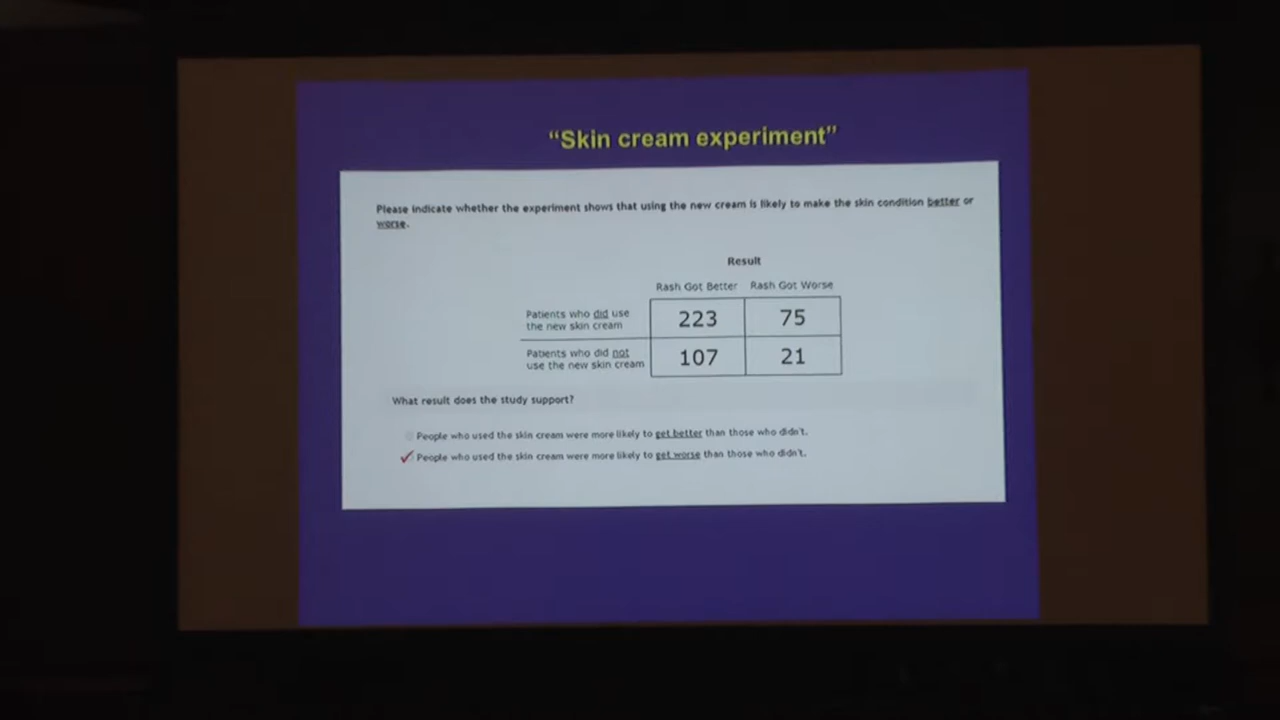 “Skin cream experiment”
Please indicate whether the experiment shows that using the new cream is likely to make the skin condition better or
worse.
Result
Rash Got Better Rash Got Worse
Patients who did use
the new skin cream
223 75
Patients who did not
use the new skin cream
107 21
What result does the study support?
People who used the skin cream were more likely to get better than those who didn't.
✓ People who used the skin cream were more likely to get worse than those who didn't.